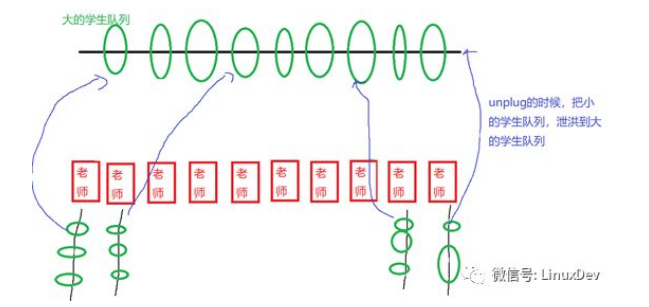 大的学生队列
unplug的时候，把小
的学生队列，泄洪到大
的学生队列
老师
老师
老师
老师
老师
老师
老师
老师
老师
老师
微信号: LinuxDev